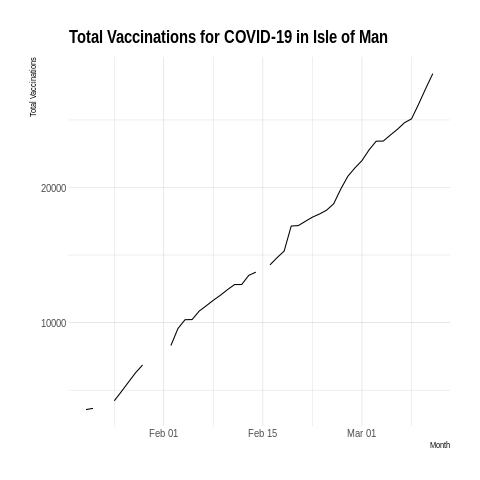 Total Vaccinations for COVID-19 in Isle of Man
Total Vaccinations
20000
10000
Feb 01
Feb 15
Mar 01
Month